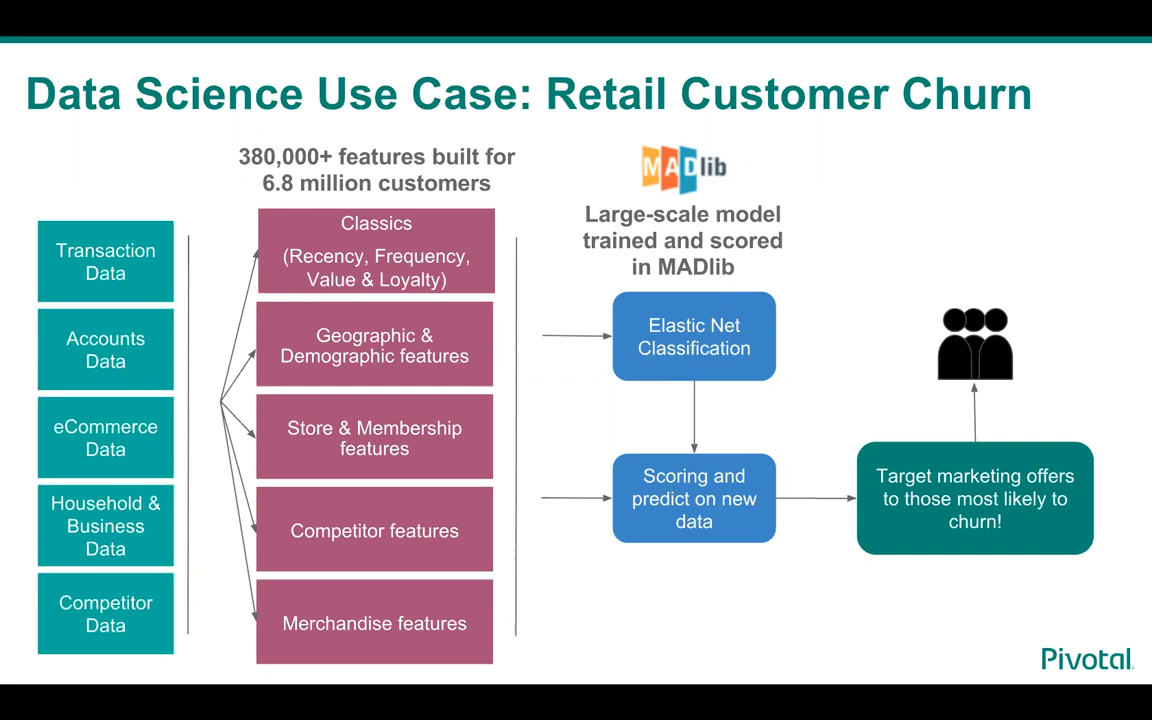 Data Science Use Case: Retail Customer Churn
380,000+ features built for
6.8 million customers
MADlib
Large-scale model
trained and scored
in MADlib
Transaction
Data
Accounts
Data
eCommerce
Data
Household &
Business
Data
Competitor
Data
Classics
(Recency, Frequency,
Value & Loyalty)
Geographic &
Demographic features
Store & Membership
features
Competitor features
Merchandise features
Elastic Net
Classification
Scoring and
predict on new
data
Target marketing offers
to those most likely to
churn!
Pivotal